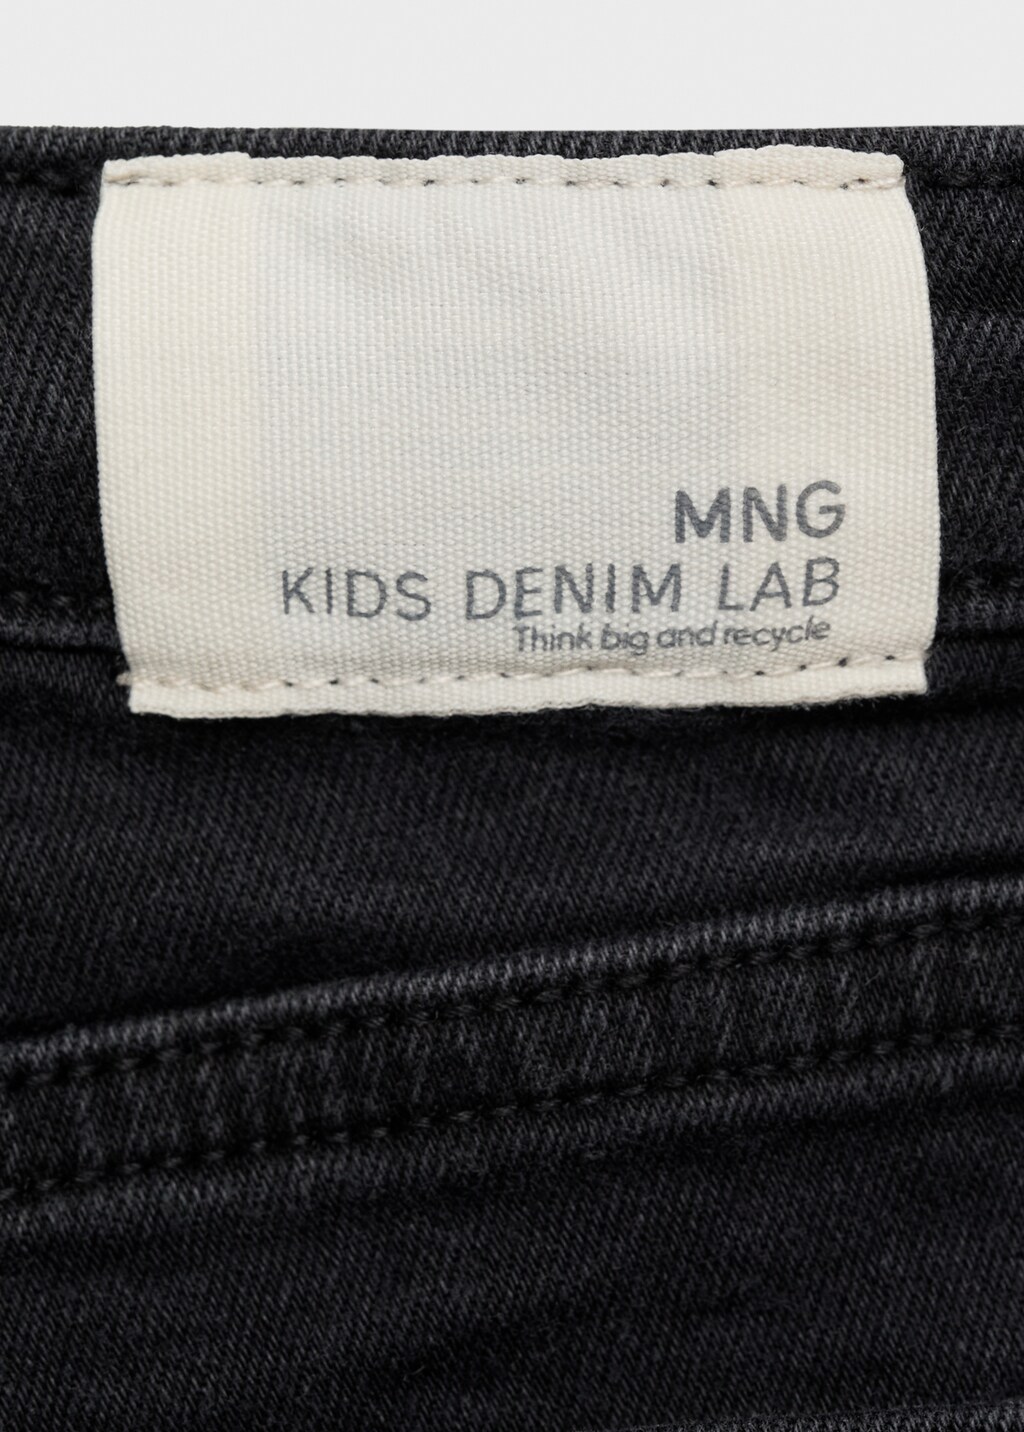 MNG
KIDS DENIM LAB
Think big and recycle